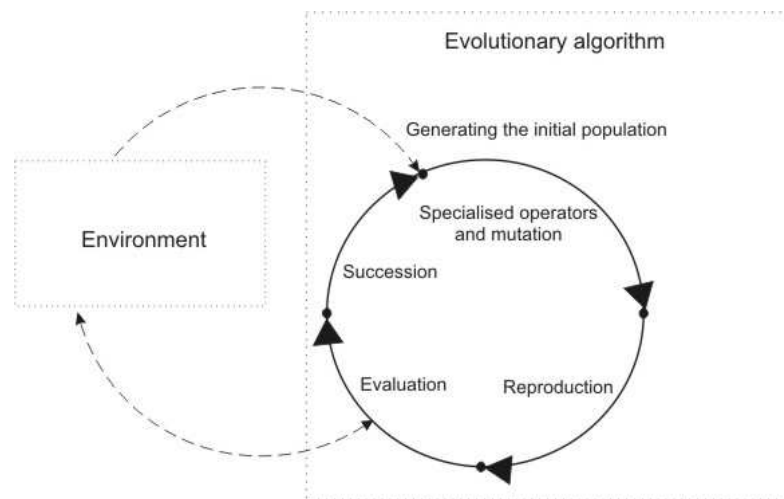 Evolutionary algorithm
Generating the initial population
Specialised operators
and mutation
Environment
Succession
Evaluation
Reproduction